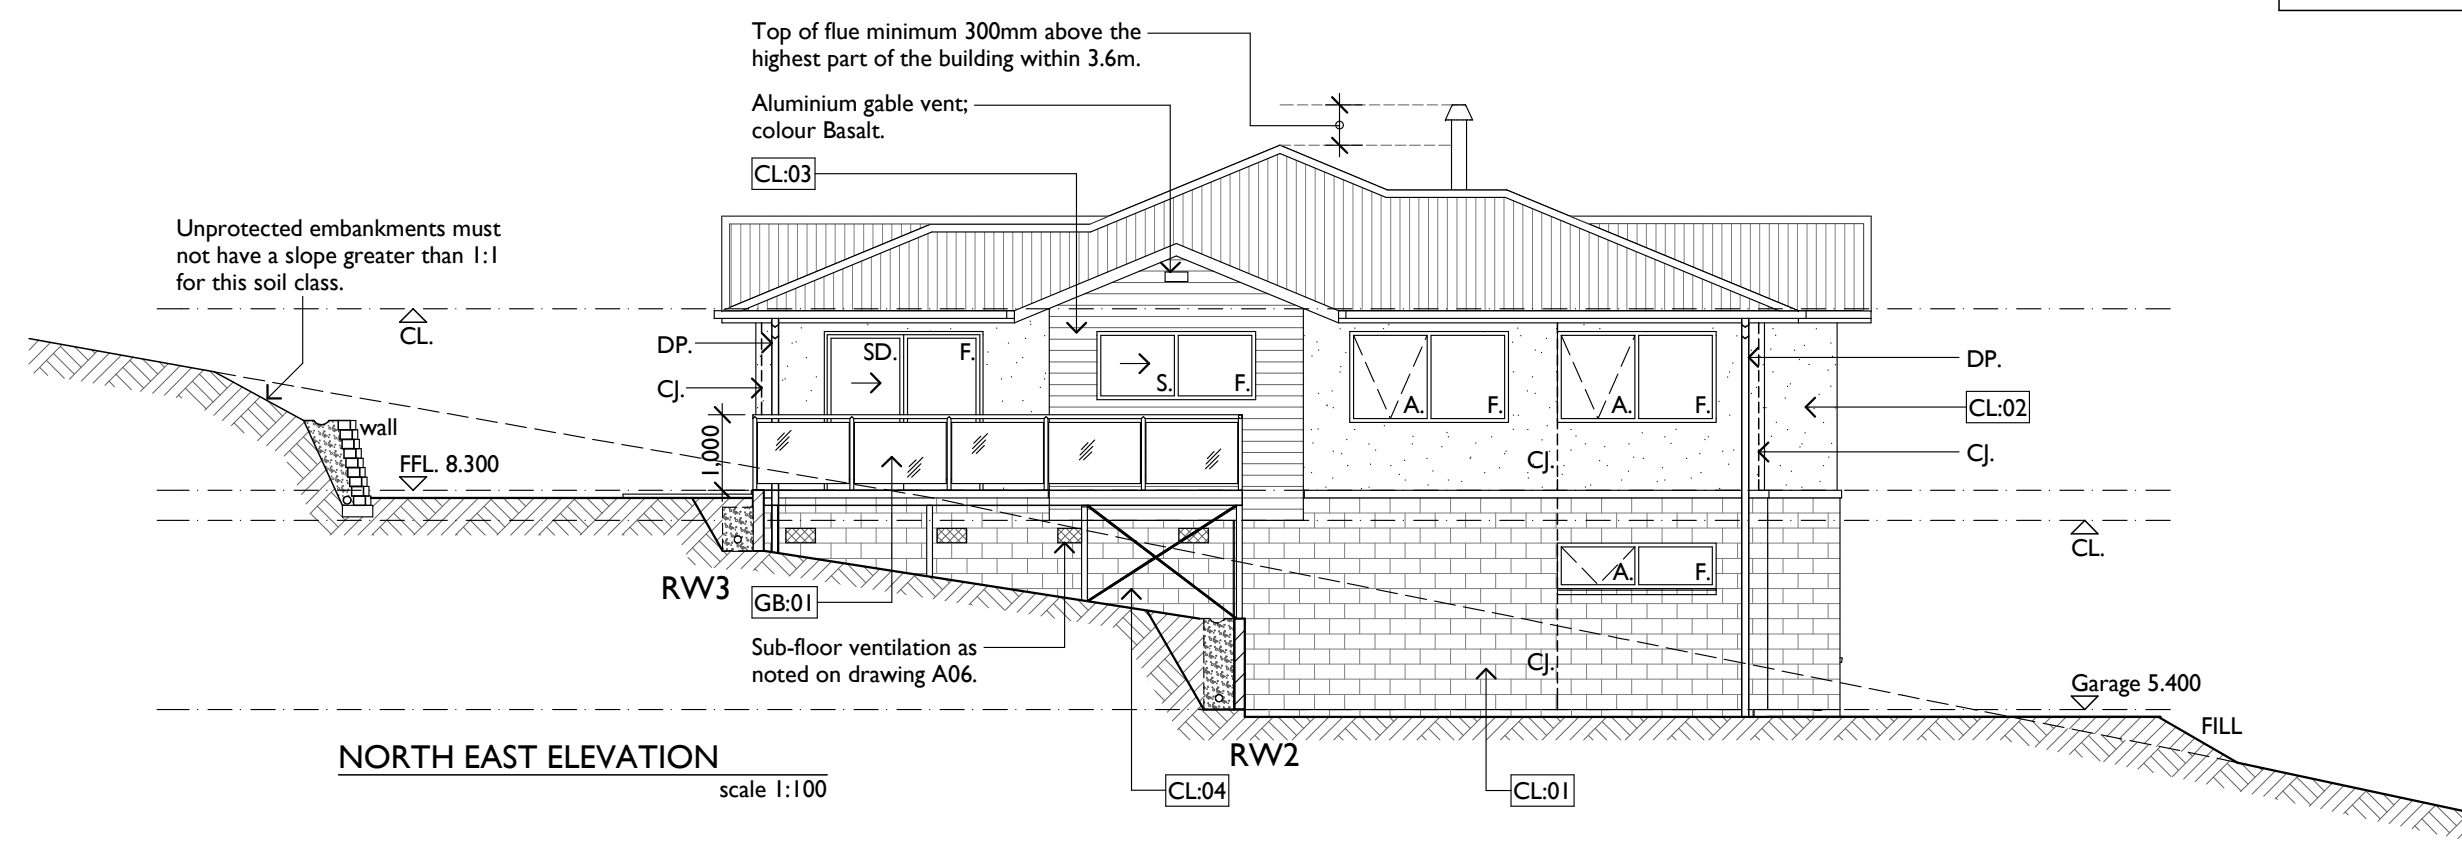 Top of flue minimum 300mm above the
highest part of the building within 3.6m.
Aluminium gable vent;
colour Basalt.
CL:03
Unprotected embankments must
not have a slope greater than 1:1
for this soil class.
CL.
DP.
CJ.
SD.
F.
S.
F.
A.
F.
A.
F.
DP.
CL:02
CJ.
wall
FFL. 8.300
1,000
CJ.
CL.
A.
F.
RW3
GB:01
Sub-floor ventilation as
noted on drawing A06.
CJ.
Garage 5.400
FILL
NORTH EAST ELEVATION
scale 1:100
RW2
CL:04
CL:01